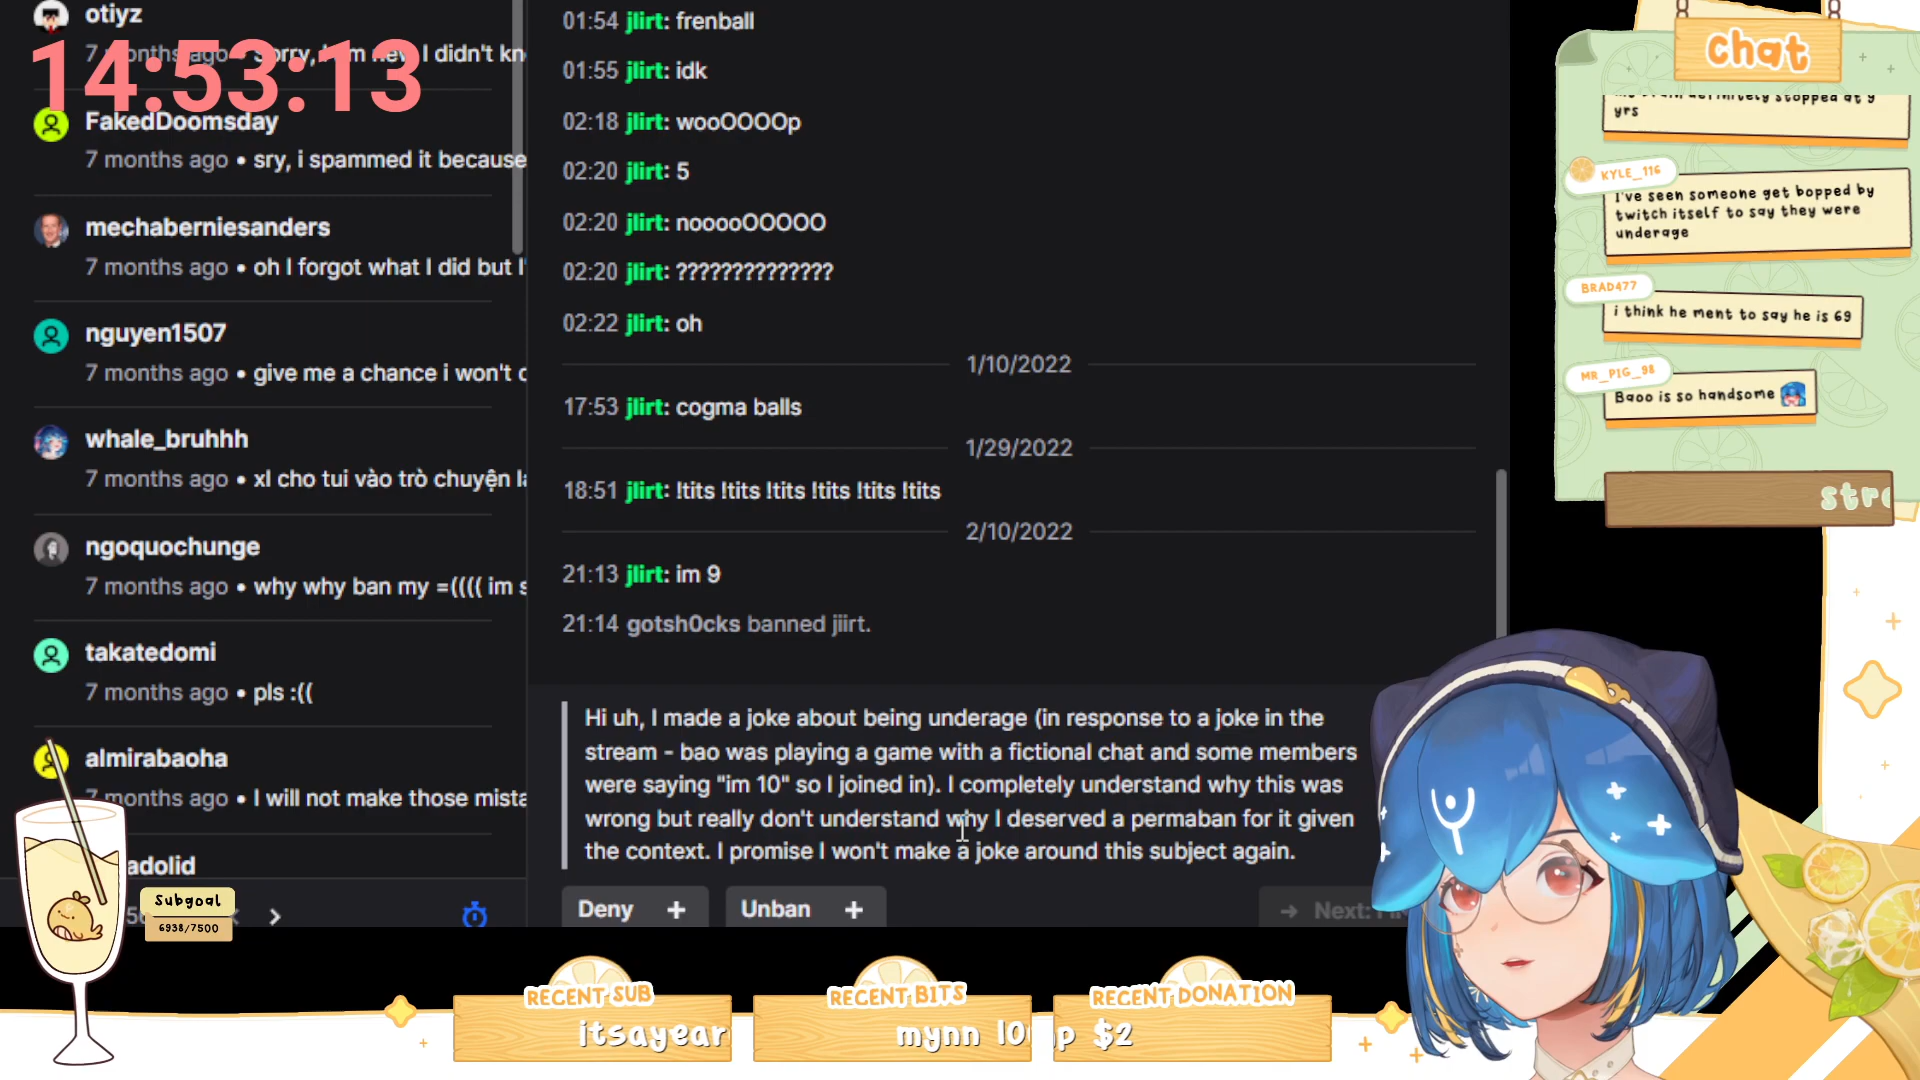 otiyz
I didn't kn
14:53:13
FakedDoomsday
7 months ago • sry, i spammed it because
mechaberniesanders
7 months ago • oh I forgot what I did but I'
nguyen1507
7 months ago • give me a chance i won't
whale_bruhhh
7 months ago • xl cho tui vào trò chuyện
ngoquochunge
7 months ago • why why ban my =(((( im s
takatedomi
7 months ago • pls :((
almirabaoha
7 months ago • I will not make those mista
adolid
Subgoal
6938/7500
01:54 jlirt: frenball
01:55 jlirt: idk
02:18 jlirt: wooOOOOp
02:20 jlirt: 5
02:20 jlirt: nooooOOOOO
02:20 jlirt: ??????????????
02:22 jlirt: oh
1/10/2022
17:53 jlirt: cogma balls
1/29/2022
18:51 jlirt: !tits !tits !tits !tits !tits !tits
2/10/2022
21:13 jlirt: im 9
21:14 gotsh0cks banned jiirt.
Hi uh, I made a joke about being underage (in response to a joke in the
stream - bao was playing a game with a fictional chat and some members
were saying "im 10" so I joined in). I completely understand why this was
wrong but really don't understand why I deserved a permaban for it given
the context. I promise I won't make a joke around this subject again.
Deny +
Unban +
→ Next:
chat
definitely stopped at 9
yrs
KYLE_116
I've seen someone get bopped by
twitch itself to say they were
underage
BRAD477
i think he ment to say he is 69
MR_PIG_98
Baoo is so handsome
str
RECENT SUB
itsayear
RECENT BITS
mynn 10
RECENT DONATION
p $2